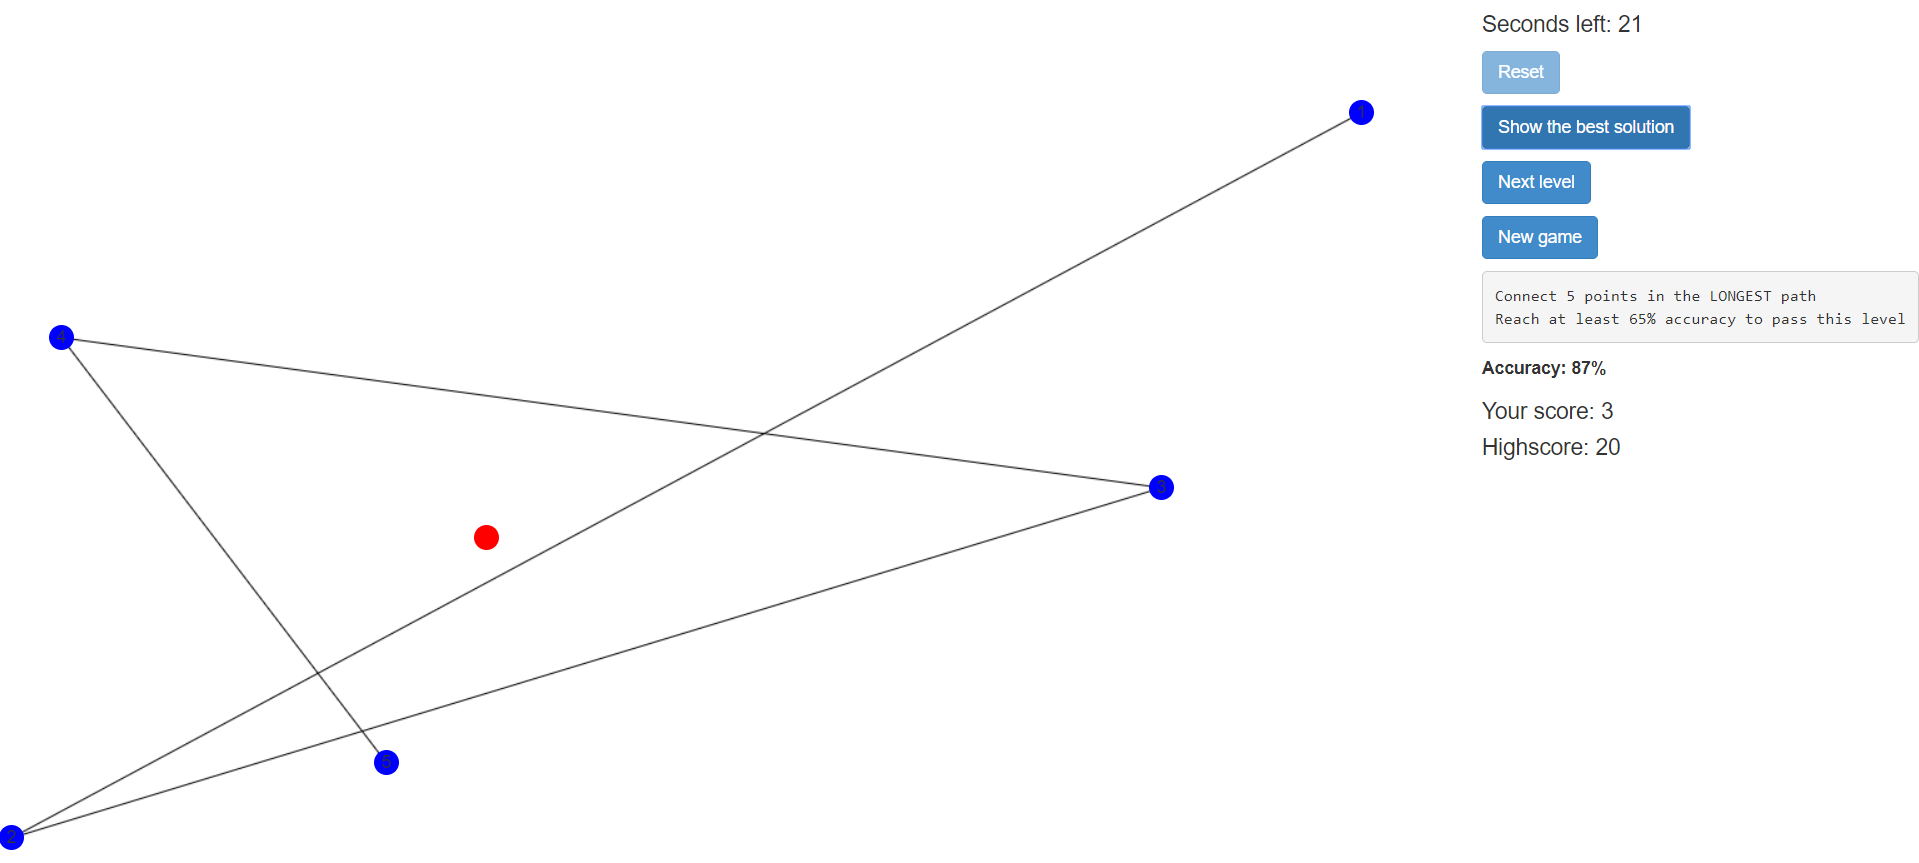 Seconds left: 21
Reset
1
Show the best solution
Next level
New game
Connect 5 points in the LONGEST path
Reach at least 65% accuracy to pass this level
4
Accuracy: 87%
Your score: 3
Highscore: 20
3
5
2